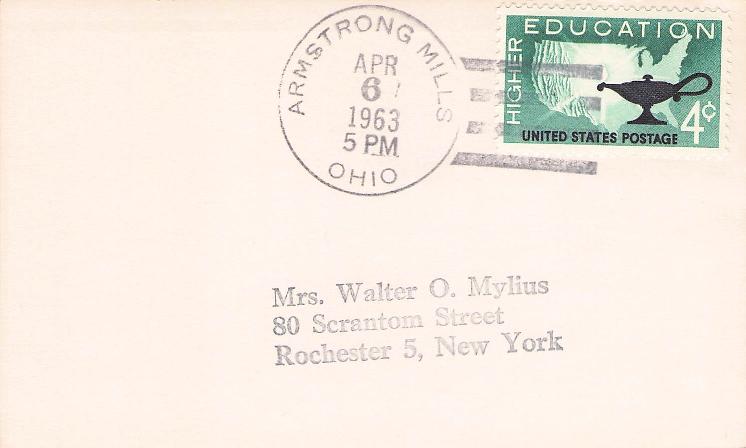 ARMSTRONG MILLS
APR
6
1963
5 PM
OHIO
HIGHER
EDUCATION
4¢
UNITED STATES POSTAGE
Mrs. Walter O. Mylius
80 Scrantom Street
Rochester 5, New York